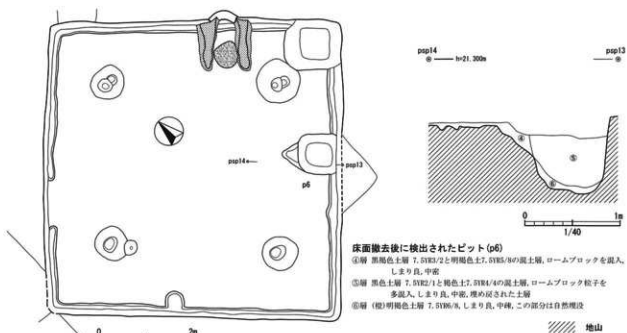 psp14
h=21.300m
psp13
psp14
psp13
p6
④
⑤
⑥
0 1m
1/40
床面撤去後に検出されたピット(p6)
④層 黒褐色土層 7.5YR3/2と明褐色土7.5YR5/8の混土層, ロームブロックを混入,
しまり良, 中密
⑤層 黒色土層 7.5YR2/1と褐色土7.5YR4/4の混土層, ロームブロック粒子を
多混入, しまり良, 中密, 埋め戻された土層
⑥層 (橙)明褐色土層 7.5YR6/8, しまり良, 中疎, この部分は自然埋没
地山
0 2m